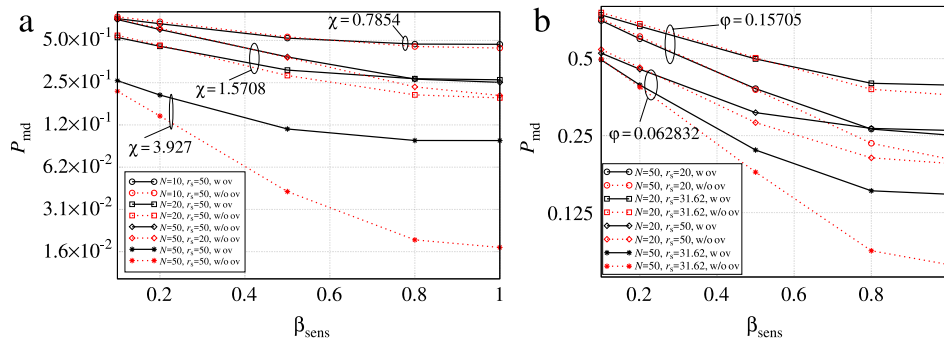 a
P_md
5.0×10⁻¹
2.5×10⁻¹
1.2×10⁻¹
6.2×10⁻²
3.1×10⁻²
1.6×10⁻²
χ = 0.7854
χ = 1.5708
χ = 3.927
N=10, r_s=50, w ov
N=10, r_s=50, w/o ov
N=20, r_s=50, w ov
N=20, r_s=50, w/o ov
N=50, r_s=20, w ov
N=50, r_s=20, w/o ov
N=50, r_s=50, w ov
N=50, r_s=50, w/o ov
0.2 0.4 0.6 0.8 1
β_sens
b
P_md
0.5
0.25
0.125
φ = 0.15705
φ = 0.062832
N=50, r_s=20, w ov
N=50, r_s=20, w/o ov
N=20, r_s=31.62, w ov
N=20, r_s=31.62, w/o ov
N=20, r_s=50, w ov
N=20, r_s=50, w/o ov
N=50, r_s=31.62, w ov
N=50, r_s=31.62, w/o ov
0.2 0.4 0.6 0.8
β_sens